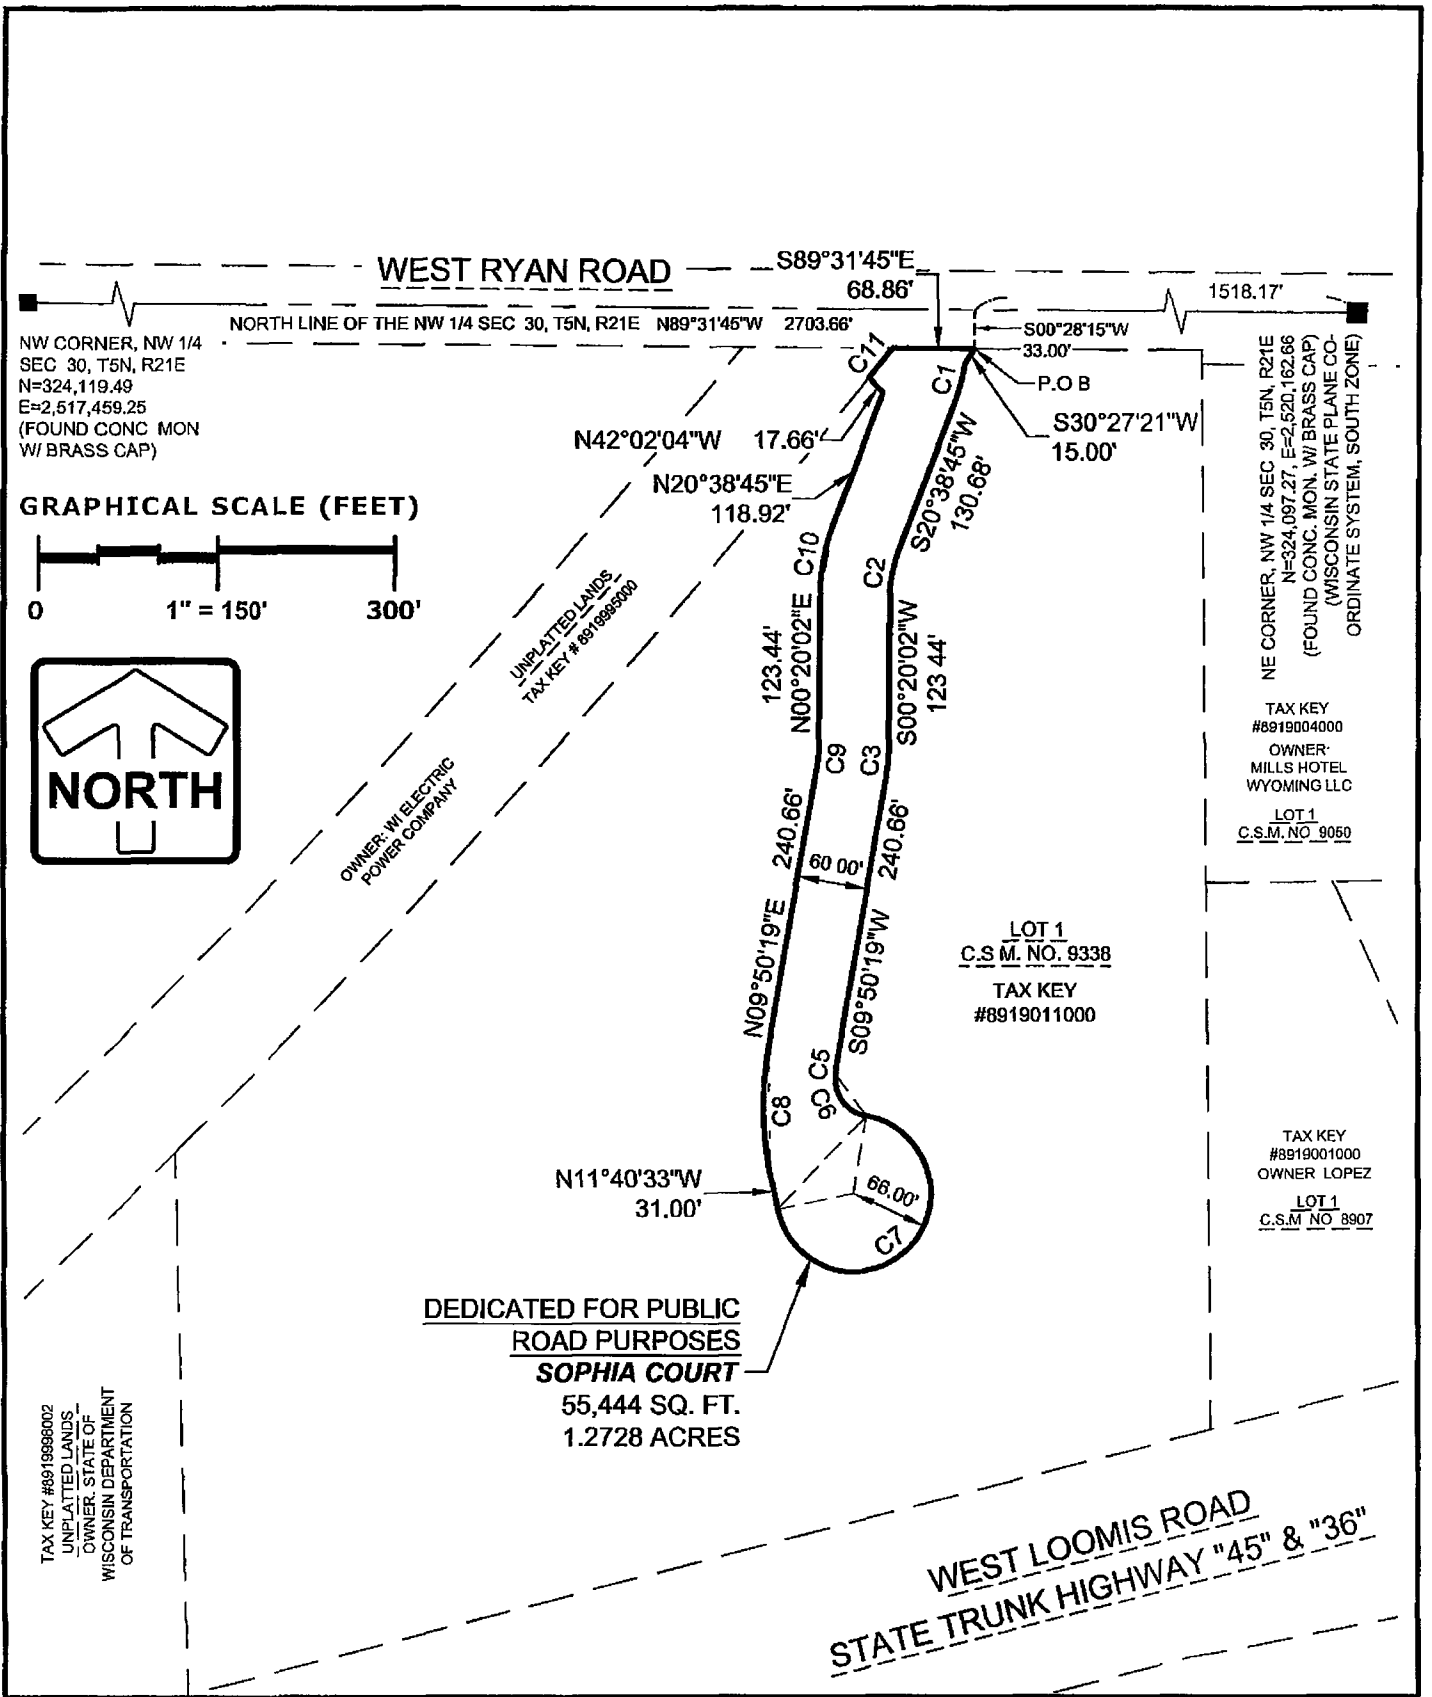 WEST RYAN ROAD
S89°31'45"E
68.86'
1518.17'
NORTH LINE OF THE NW 1/4 SEC 30, T5N, R21E N89°31'45"W 2703.66'
S00°28'15"W
33.00'
P.O B
NW CORNER, NW 1/4
SEC 30, T5N, R21E
N=324,119.49
E=2,517,459.25
(FOUND CONC MON
W/ BRASS CAP)
C11
C1
S30°27'21"W
15.00'
N42°02'04"W 17.66'
N20°38'45"E
118.92'
S20°38'45"W
130.68'
NE CORNER, NW 1/4 SEC 30, T5N, R21E
N=324,097.27, E=2,520,162.66
(FOUND CONC. MON. W/ BRASS CAP)
(WISCONSIN STATE PLANE CO-
ORDINATE SYSTEM, SOUTH ZONE)
GRAPHICAL SCALE (FEET)
0 1" = 150' 300'
C10
C2
UNPLATTED LANDS
TAX KEY # 8919995000
123.44'
N00°20'02"E
S00°20'02"W
123 44'
NORTH
TAX KEY
#8919004000
OWNER·
MILLS HOTEL
WYOMING LLC
LOT 1
C.S.M. NO 9050
C9
C3
OWNER: WI ELECTRIC
POWER COMPANY
240.66'
60 00'
240.66'
N09°50'19"E
S09°50'19"W
LOT 1
C.S M. NO. 9338
TAX KEY
#8919011000
C5
C6
C8
TAX KEY
#8919001000
OWNER LOPEZ
LOT 1
C.S.M NO 8907
N11°40'33"W
31.00'
66.00'
C7
DEDICATED FOR PUBLIC
ROAD PURPOSES
SOPHIA COURT
55,444 SQ. FT.
1.2728 ACRES
TAX KEY #8919998002
UNPLATTED LANDS
OWNER. STATE OF
WISCONSIN DEPARTMENT
OF TRANSPORTATION
WEST LOOMIS ROAD
STATE TRUNK HIGHWAY "45" & "36"